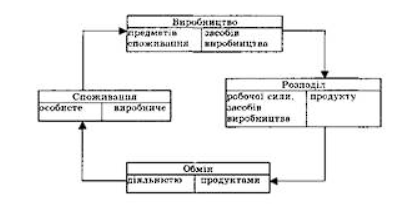 Виробництво
предметів засобів
споживання виробництва
Розподіл
робочої сили, продукту
засобів
виробництва
Споживання
особисте виробниче
Обмін
діяльністю продуктами